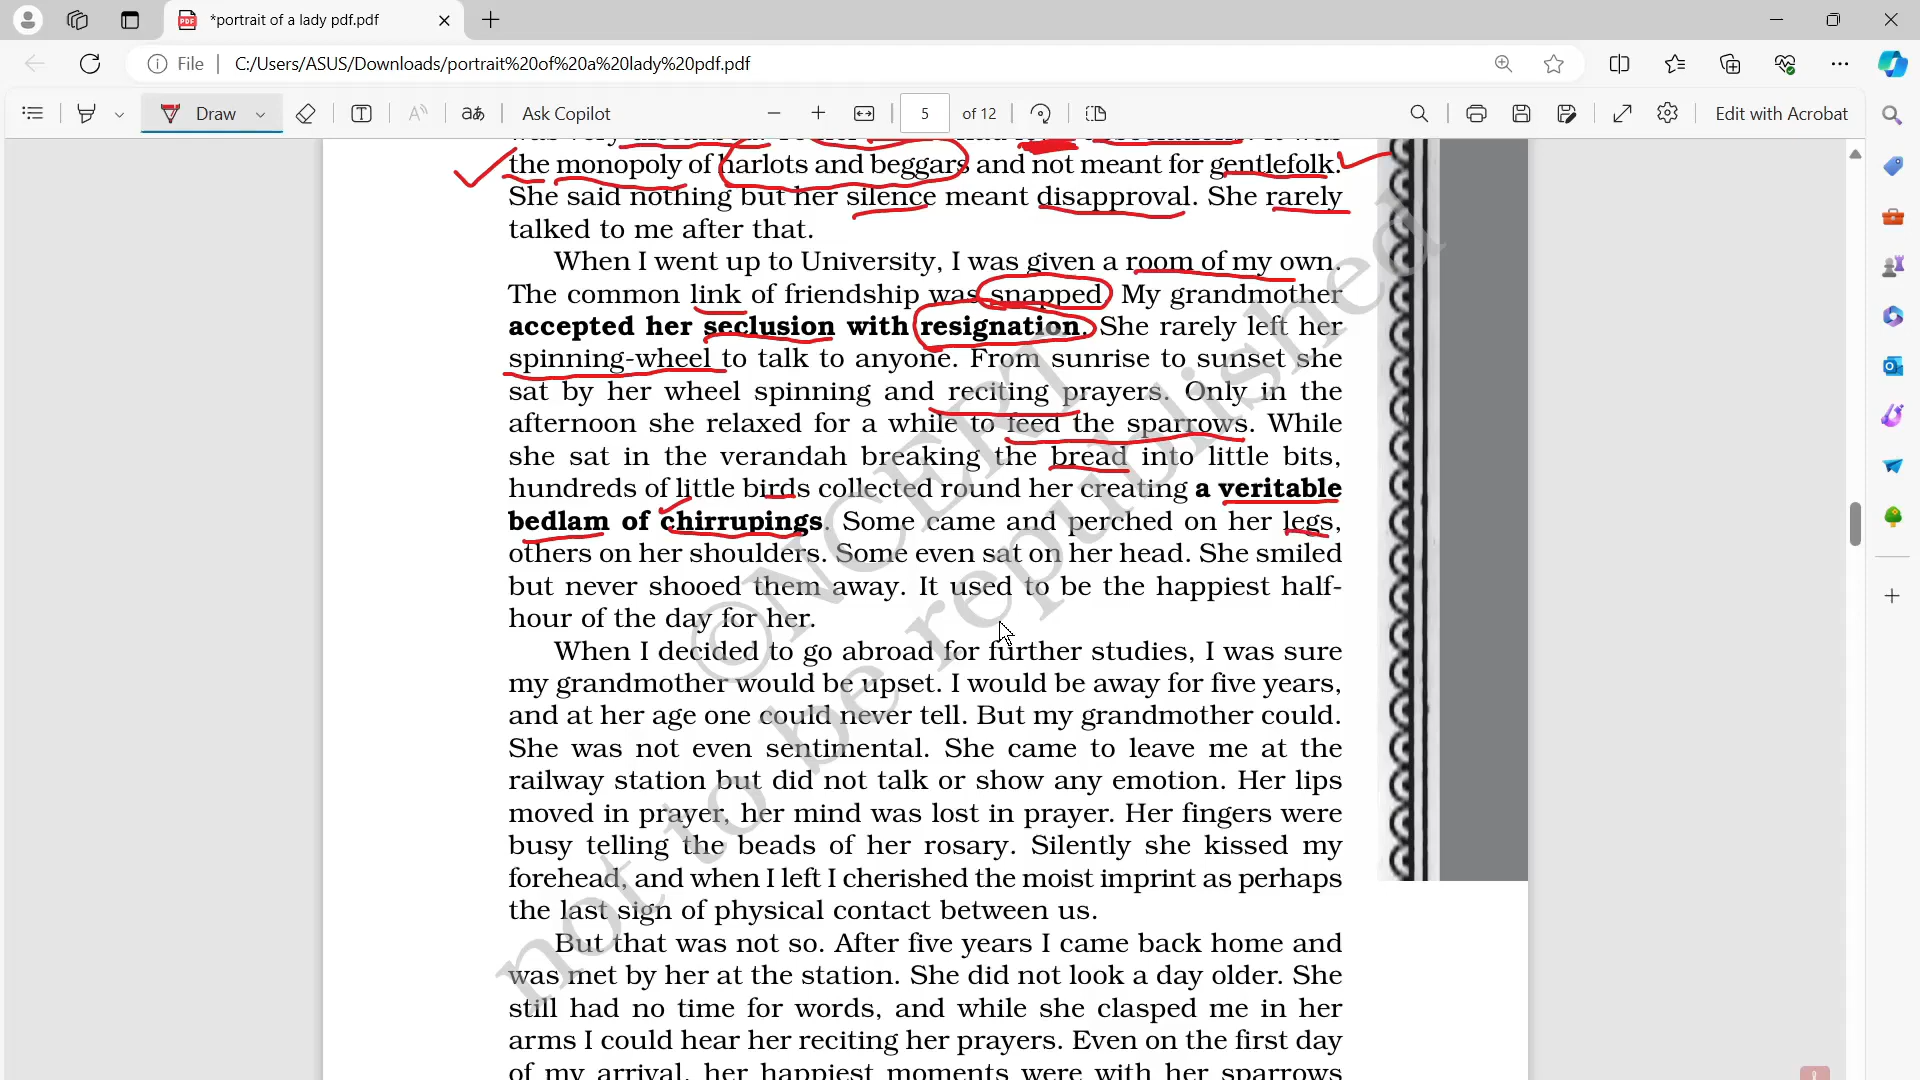 *portrait of a lady pdf.pdf
File
C:/Users/ASUS/Downloads/portrait%20of%20a%20lady%20pdf.pdf
Draw
Ask Copilot
5 of 12
Edit with Acrobat
the monopoly of harlots and beggars and not meant for gentlefolk.
She said nothing but her silence meant disapproval. She rarely
talked to me after that.
When I went up to University, I was given a room of my own.
The common link of friendship was snapped. My grandmother
accepted her seclusion with resignation. She rarely left her
spinning-wheel to talk to anyone. From sunrise to sunset she
sat by her wheel spinning and reciting prayers. Only in the
afternoon she relaxed for a while to feed the sparrows. While
she sat in the verandah breaking the bread into little bits,
hundreds of little birds collected round her creating a veritable
bedlam of chirrupings. Some came and perched on her legs,
others on her shoulders. Some even sat on her head. She smiled
but never shooed them away. It used to be the happiest half-
hour of the day for her.
When I decided to go abroad for further studies, I was sure
my grandmother would be upset. I would be away for five years,
and at her age one could never tell. But my grandmother could.
She was not even sentimental. She came to leave me at the
railway station but did not talk or show any emotion. Her lips
moved in prayer, her mind was lost in prayer. Her fingers were
busy telling the beads of her rosary. Silently she kissed my
forehead, and when I left I cherished the moist imprint as perhaps
the last sign of physical contact between us.
But that was not so. After five years I came back home and
was met by her at the station. She did not look a day older. She
still had no time for words, and while she clasped me in her
arms I could hear her reciting her prayers. Even on the first day
of my arrival, her happiest moments were with her sparrows
©NCERT
not to be republished